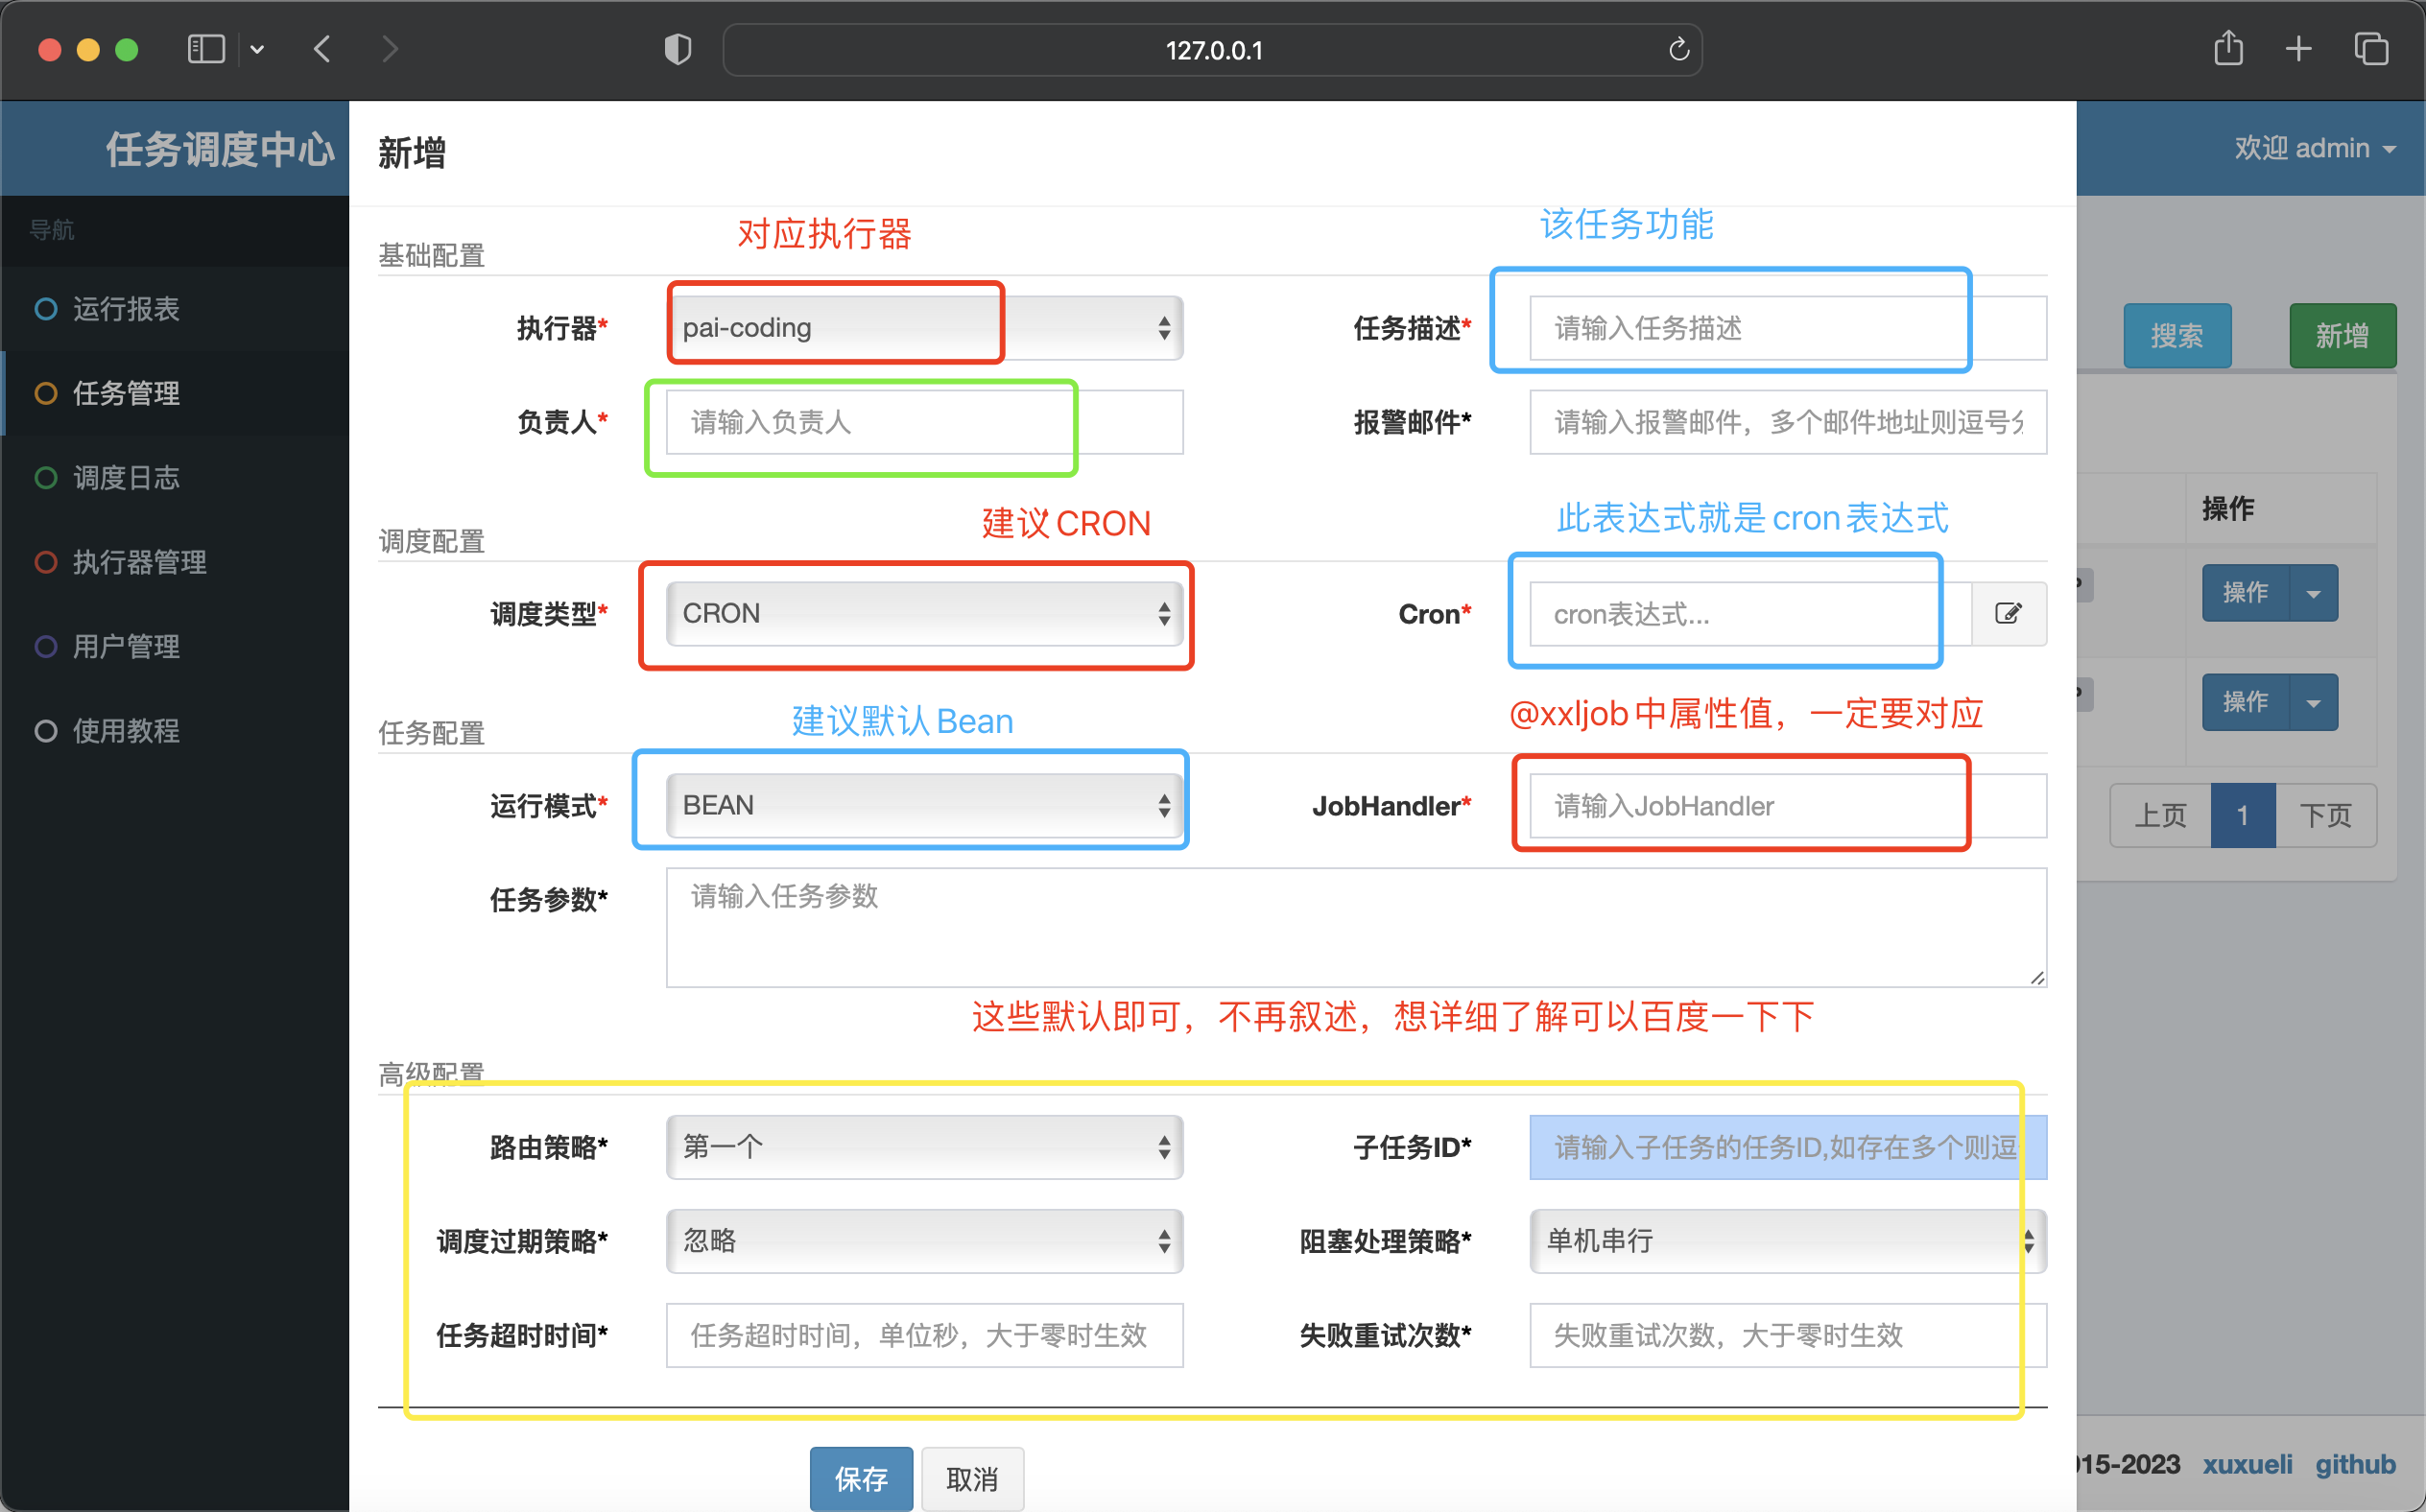 127.0.0.1
任务调度中心
新增
欢迎 admin
导航
运行报表
任务管理
调度日志
执行器管理
用户管理
使用教程
对应执行器
该任务功能
基础配置
执行器*
pai-coding
任务描述*
请输入任务描述
搜索
新增
负责人*
请输入负责人
报警邮件*
请输入报警邮件，多个邮件地址则逗号分
建议 CRON
此表达式就是 cron 表达式
调度配置
操作
调度类型*
CRON
Cron*
cron表达式...
操作
建议默认 Bean
@xxljob 中属性值，一定要对应
操作
任务配置
运行模式*
BEAN
JobHandler*
请输入JobHandler
上页
1
下页
任务参数*
请输入任务参数
这些默认即可，不再叙述，想详细了解可以百度一下下
高级配置
路由策略*
第一个
子任务ID*
请输入子任务的任务ID,如存在多个则逗
调度过期策略*
忽略
阻塞处理策略*
单机串行
任务超时时间*
任务超时时间，单位秒，大于零时生效
失败重试次数*
失败重试次数，大于零时生效
保存
取消
15-2023 xuxueli github